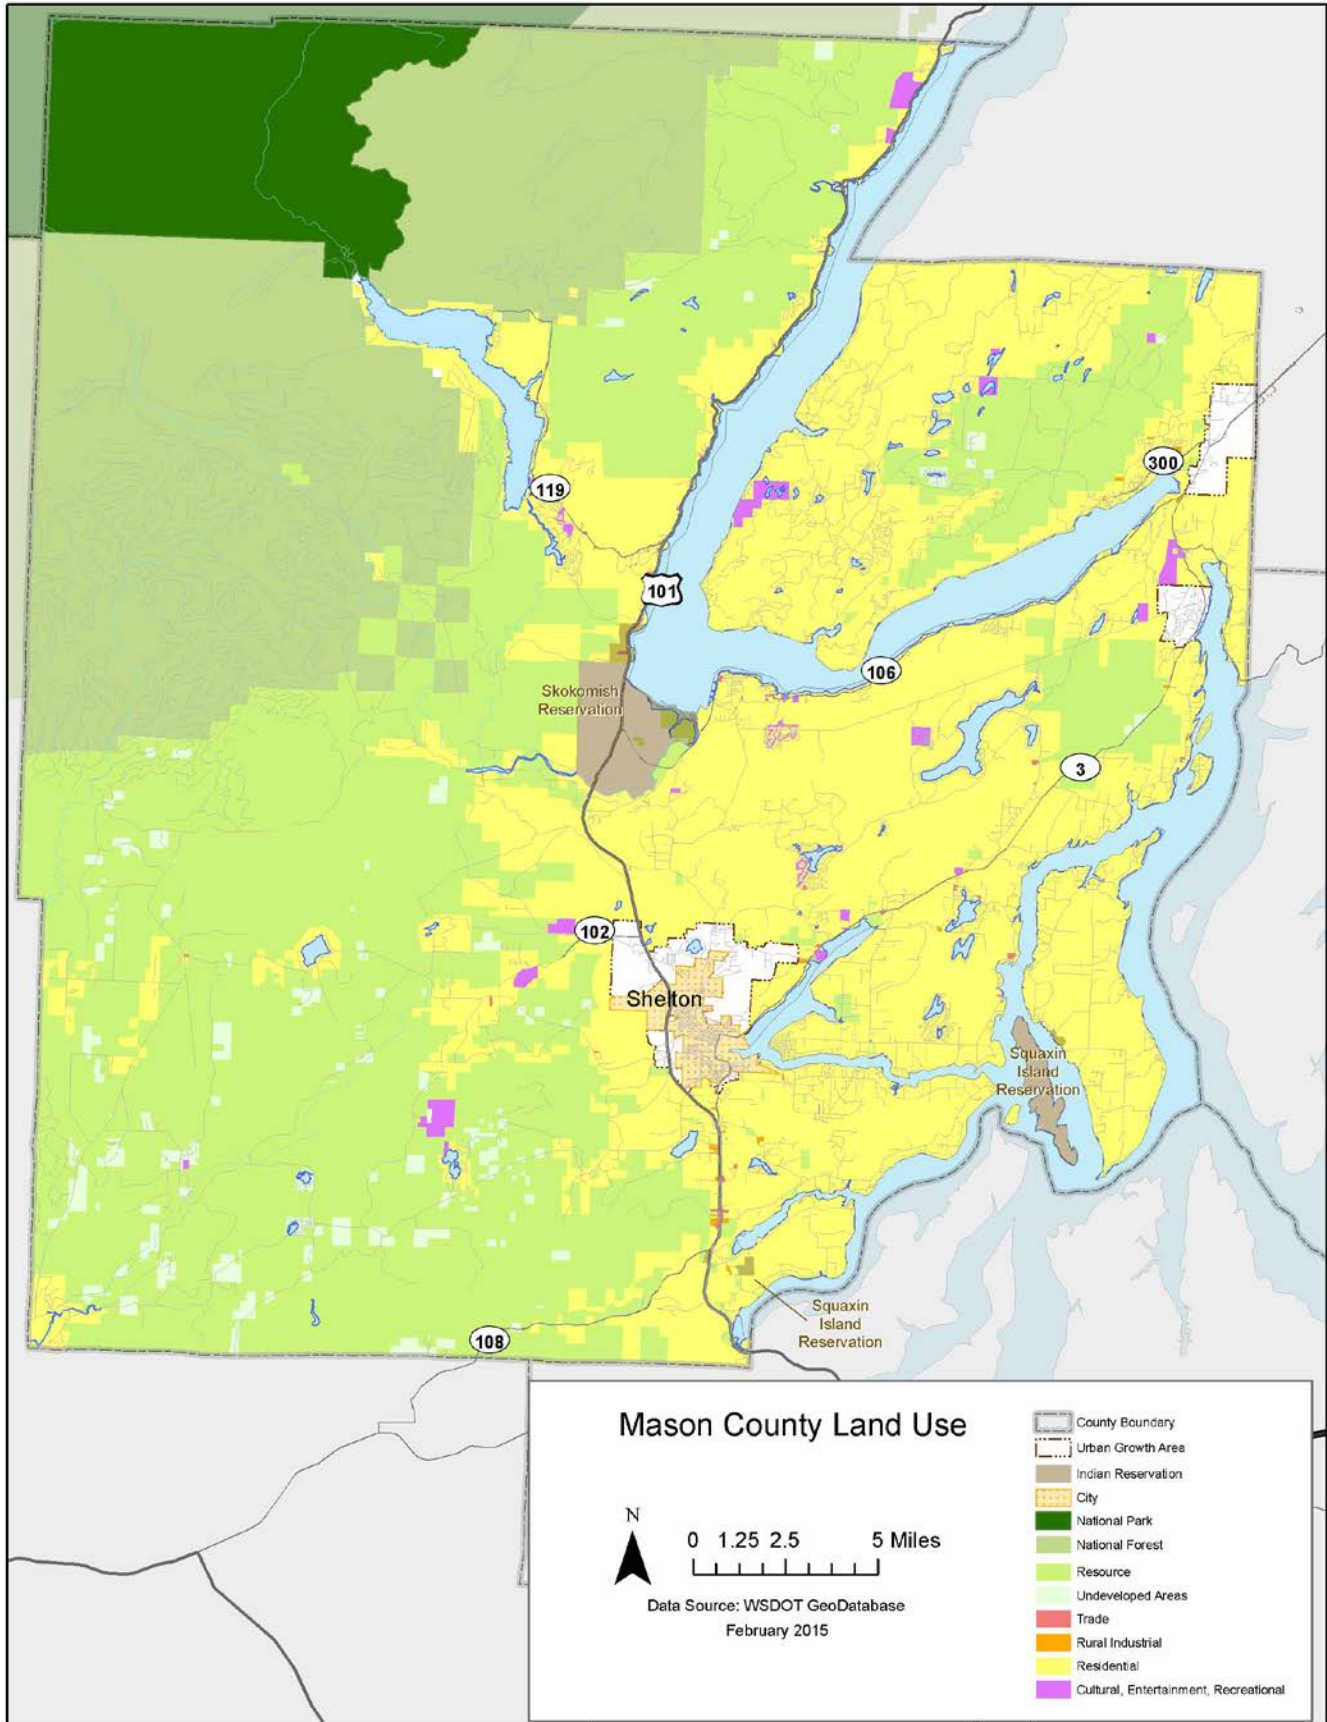 300
119
101
106
Skokomish
Reservation
3
102
Shelton
Squaxin
Island
Reservation
Squaxin
Island
Reservation
108
Mason County Land Use
N
0 1.25 2.5 5 Miles
Data Source: WSDOT GeoDatabase
February 2015
County Boundary
Urban Growth Area
Indian Reservation
City
National Park
National Forest
Resource
Undeveloped Areas
Trade
Rural Industrial
Residential
Cultural, Entertainment, Recreational